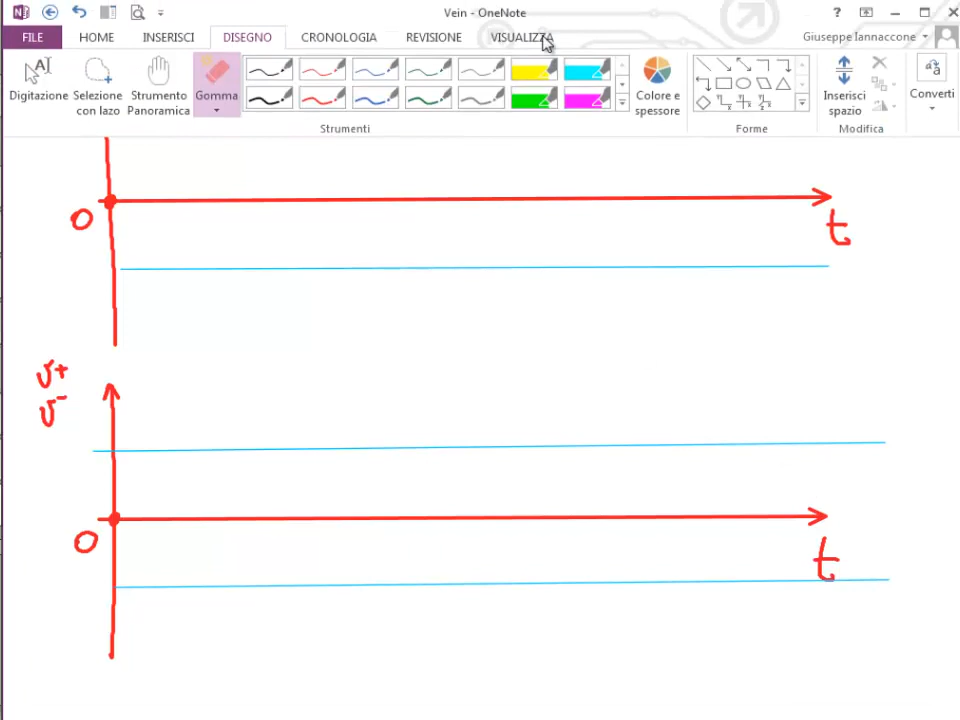 Vein - OneNote
FILE HOME INSERISCI DISEGNO CRONOLOGIA REVISIONE VISUALIZZA Giuseppe Iannaccone
Digitazione
Selezione con lazo
Strumento Panoramica
Gomma
Colore e spessore
Inserisci spazio
Converti
Strumenti Forme Modifica
0
t
v+
v-
0
t